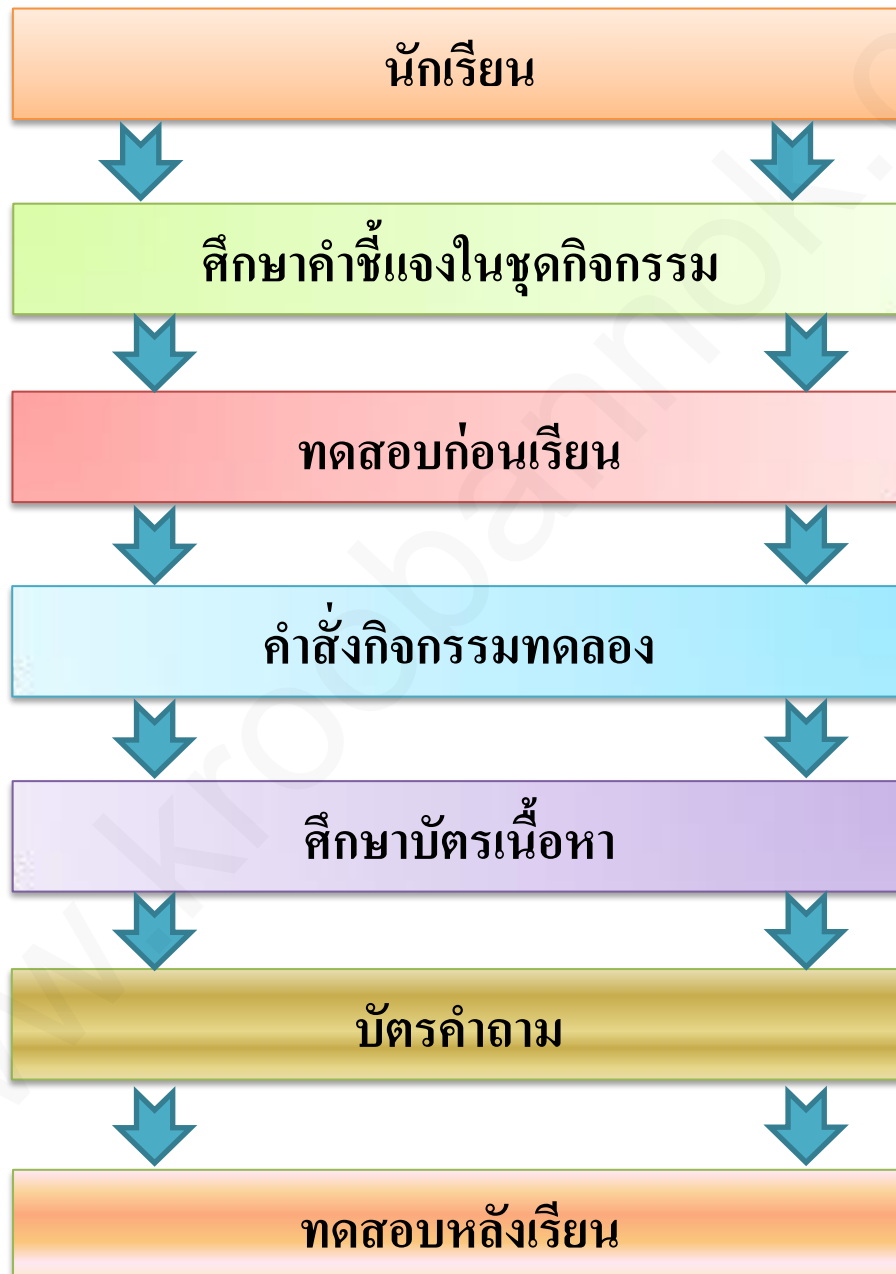 นักเรียน
ศึกษาคำชี้แจงในชุดกิจกรรม
ทดสอบก่อนเรียน
คำสั่งกิจกรรมทดลอง
ศึกษาบัตรเนื้อหา
บัตรคำถาม
ทดสอบหลังเรียน